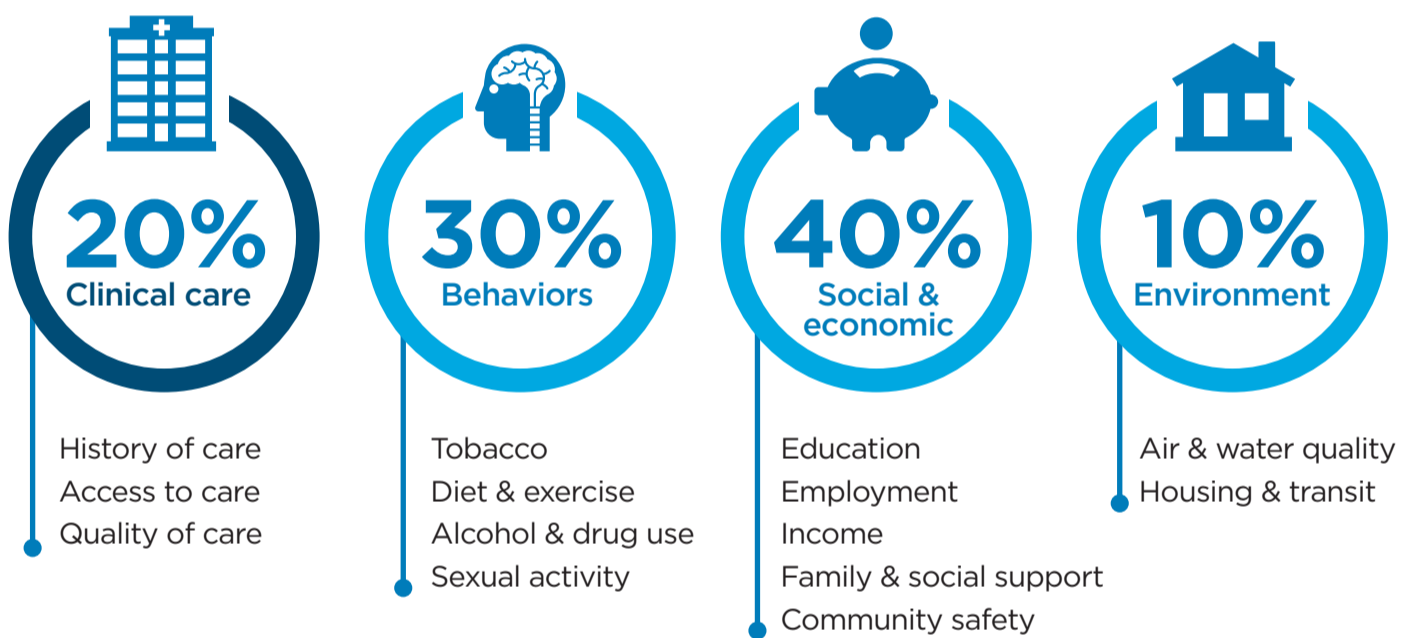 20%
Clinical care
History of care
Access to care
Quality of care
30%
Behaviors
Tobacco
Diet & exercise
Alcohol & drug use
Sexual activity
40%
Social &
economic
Education
Employment
Income
Family & social support
Community safety
10%
Environment
Air & water quality
Housing & transit